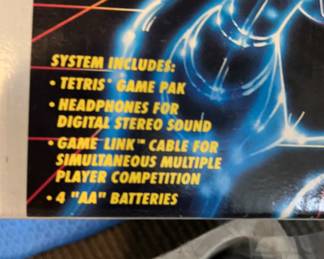 SYSTEM INCLUDES:
• TETRIS® GAME PAK
• HEADPHONES FOR
DIGITAL STEREO SOUND
• GAME LINK™ CABLE FOR
SIMULTANEOUS MULTIPLE
PLAYER COMPETITION
• 4 "AA" BATTERIES